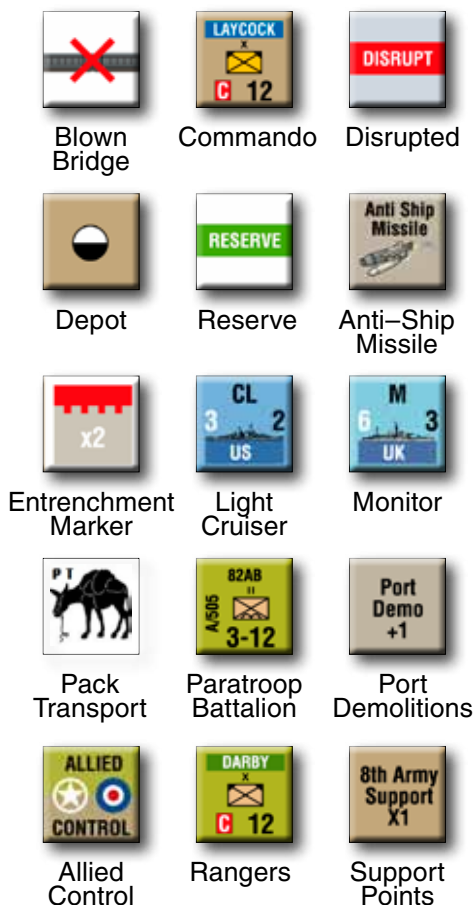 LAYCOCK
x
C 12
DISRUPT
Blown
Bridge
Commando
Disrupted
RESERVE
Anti Ship
Missile
Depot
Reserve
Anti–Ship
Missile
x2
CL
3 2
US
M
6 3
UK
Entrenchment
Marker
Light
Cruiser
Monitor
P T
82AB
A/505
II
3-12
Port
Demo
+1
Pack
Transport
Paratroop
Battalion
Port
Demolitions
ALLIED
CONTROL
DARBY
x
C 12
8th Army
Support
X1
Allied
Control
Rangers
Support
Points